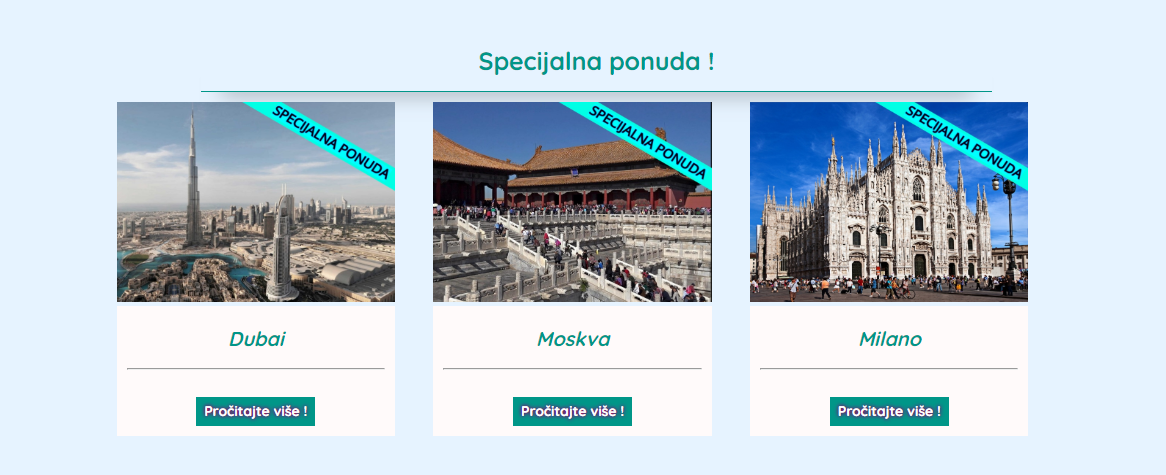 Specijalna ponuda !
SPECIJALNA PONUDA
SPECIJALNA PONUDA
SPECIJALNA PONUDA
Dubai
Moskva
Milano
Pročitajte više !
Pročitajte više !
Pročitajte više !